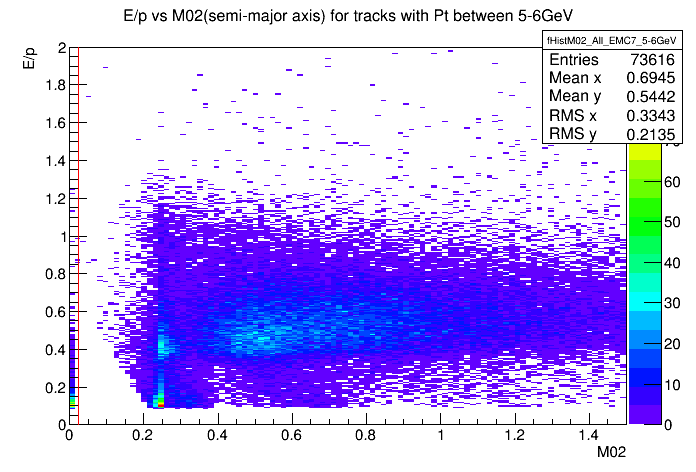 E/p vs M02(semi-major axis) for tracks with Pt between 5-6GeV
fHistM02_All_EMC7_5-6GeV
Entries 73616
Mean x 0.6945
Mean y 0.5442
RMS x 0.3343
RMS y 0.2135
E/p
2
1.8
1.6
1.4
1.2
1
0.8
0.6
0.4
0.2
0
0 0.2 0.4 0.6 0.8 1 1.2 1.4
M02
60
50
40
30
20
10
0